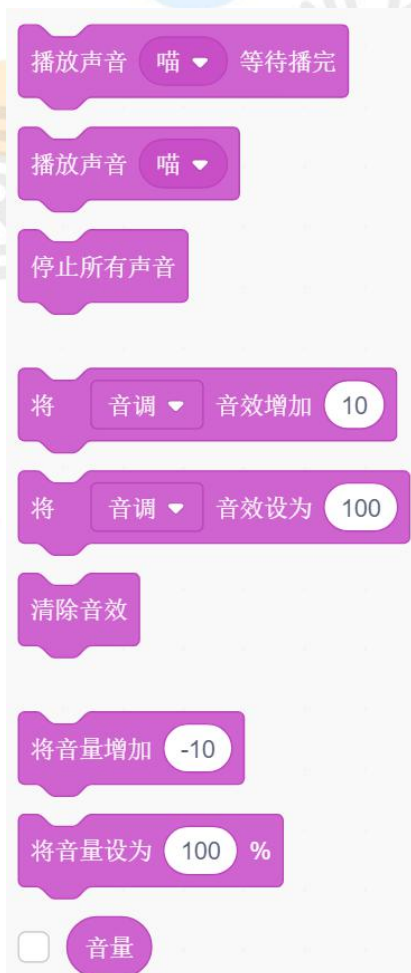 播放声音 喵 等待播完
播放声音 喵
停止所有声音
将 音调 音效增加 10
将 音调 音效设为 100
清除音效
将音量增加 -10
将音量设为 100 %
音量